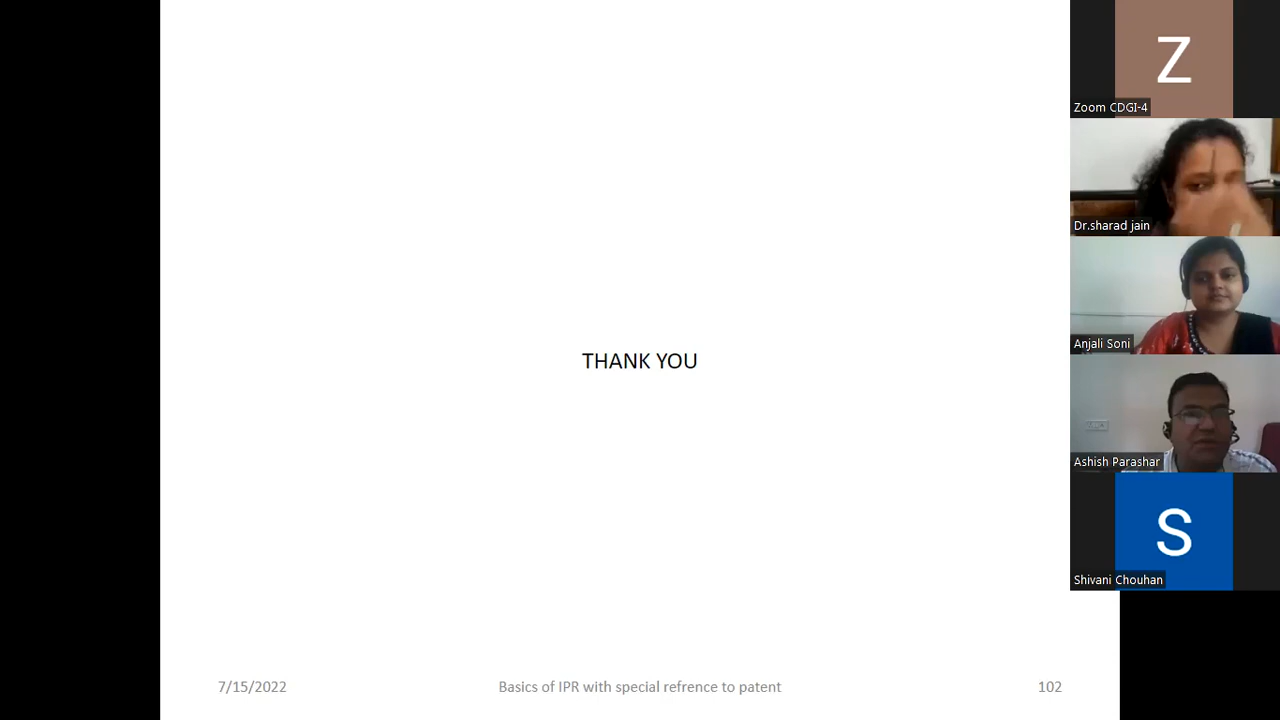 THANK YOU
7/15/2022
Basics of IPR with special refrence to patent
102
Z
Zoom CDGI-4
Dr.sharad jain
Anjali Soni
Ashish Parashar
S
Shivani Chouhan